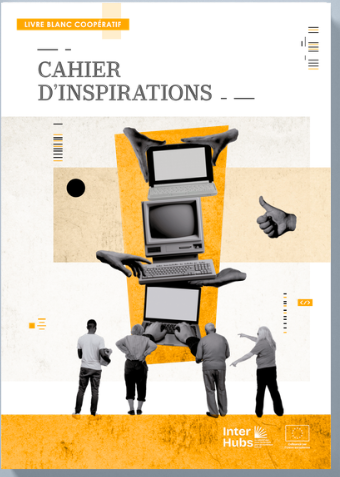 LIVRE BLANC COOPÉRATIF
CAHIER
D'INSPIRATIONS
</>
Inter
Hubs